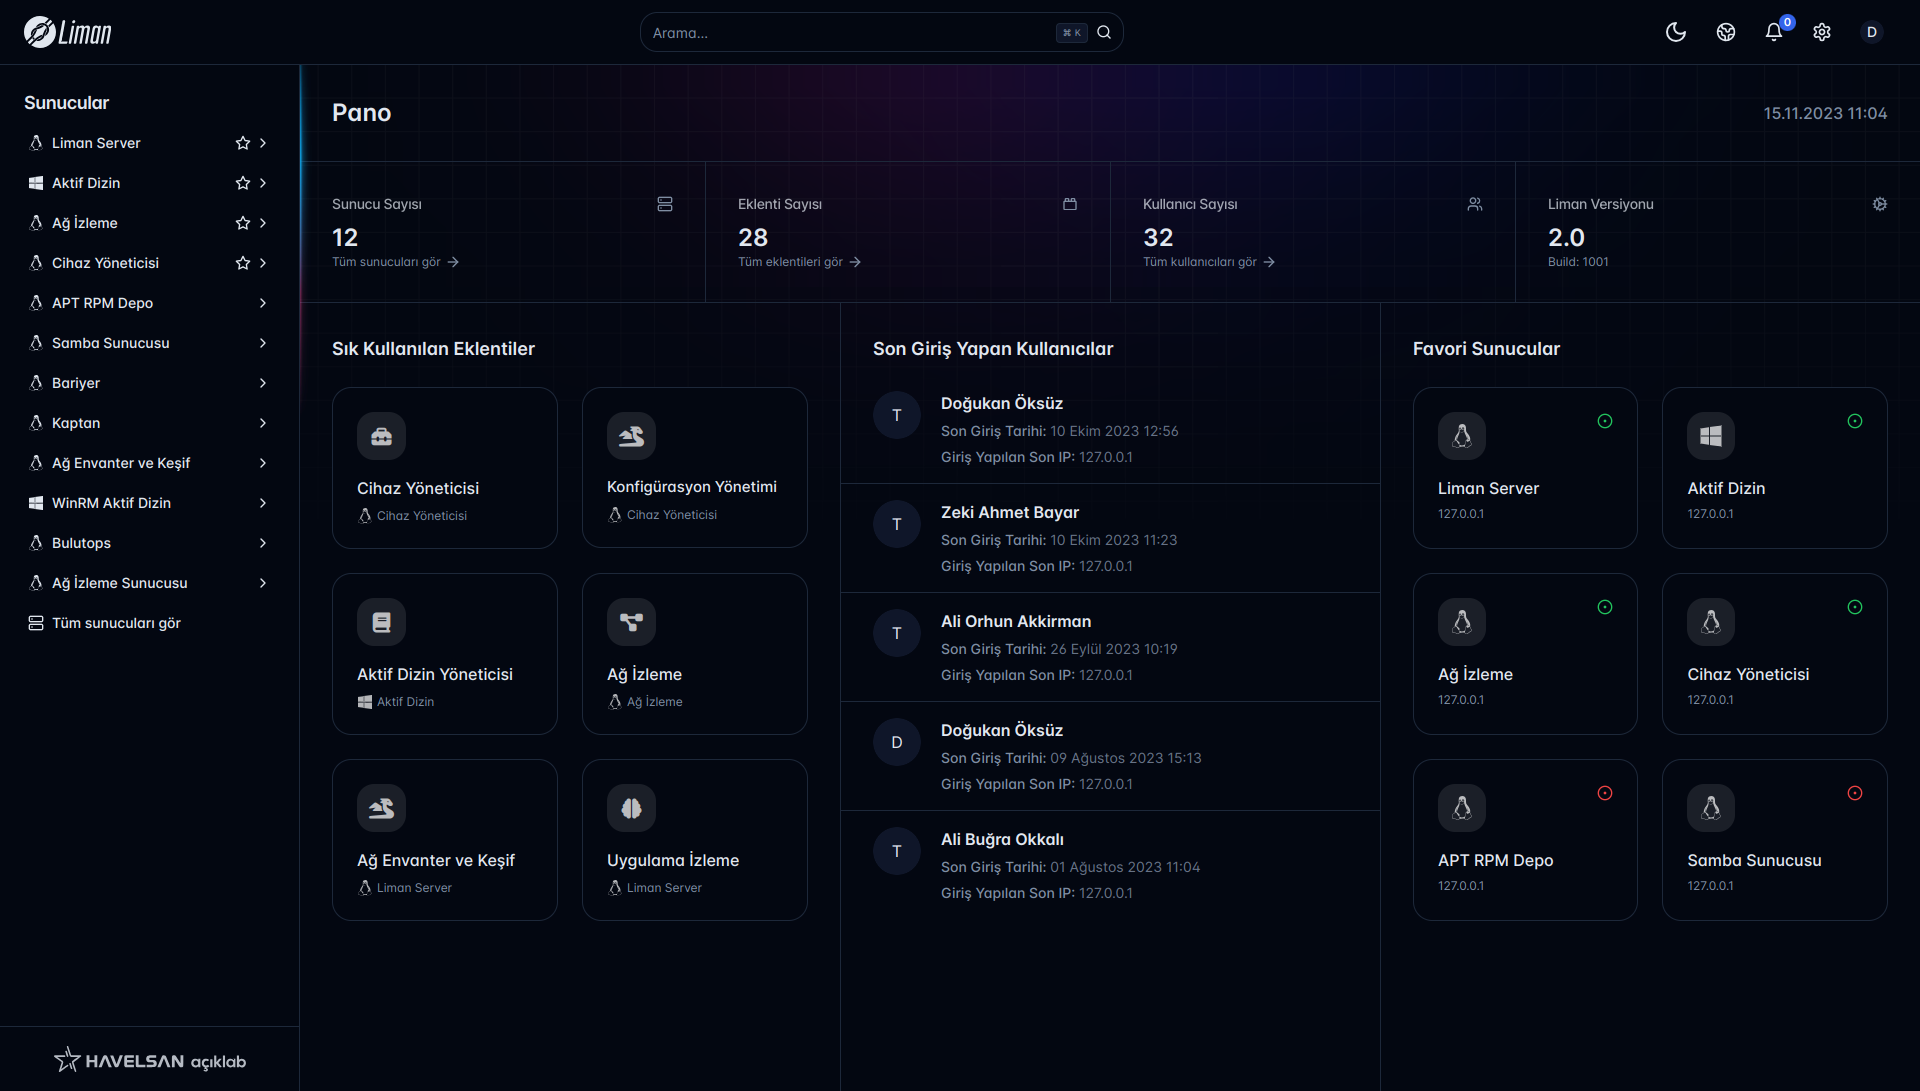 Liman
Arama...
⌘ K
0
D
Sunucular
Liman Server
Aktif Dizin
Ağ İzleme
Cihaz Yöneticisi
APT RPM Depo
Samba Sunucusu
Bariyer
Kaptan
Ağ Envanter ve Keşif
WinRM Aktif Dizin
Bulutops
Ağ İzleme Sunucusu
Tüm sunucuları gör
HAVELSAN açıklab
Pano
15.11.2023 11:04
Sunucu Sayısı
12
Tüm sunucuları gör
Eklenti Sayısı
28
Tüm eklentileri gör
Kullanıcı Sayısı
32
Tüm kullanıcıları gör
Liman Versiyonu
2.0
Build: 1001
Sık Kullanılan Eklentiler
Cihaz Yöneticisi
Cihaz Yöneticisi
Konfigürasyon Yönetimi
Cihaz Yöneticisi
Aktif Dizin Yöneticisi
Aktif Dizin
Ağ İzleme
Ağ İzleme
Ağ Envanter ve Keşif
Liman Server
Uygulama İzleme
Liman Server
Son Giriş Yapan Kullanıcılar
T
Doğukan Öksüz
Son Giriş Tarihi: 10 Ekim 2023 12:56
Giriş Yapılan Son IP: 127.0.0.1
T
Zeki Ahmet Bayar
Son Giriş Tarihi: 10 Ekim 2023 11:23
Giriş Yapılan Son IP: 127.0.0.1
T
Ali Orhun Akkirman
Son Giriş Tarihi: 26 Eylül 2023 10:19
Giriş Yapılan Son IP: 127.0.0.1
D
Doğukan Öksüz
Son Giriş Tarihi: 09 Ağustos 2023 15:13
Giriş Yapılan Son IP: 127.0.0.1
T
Ali Buğra Okkalı
Son Giriş Tarihi: 01 Ağustos 2023 11:04
Giriş Yapılan Son IP: 127.0.0.1
Favori Sunucular
Liman Server
127.0.0.1
Aktif Dizin
127.0.0.1
Ağ İzleme
127.0.0.1
Cihaz Yöneticisi
127.0.0.1
APT RPM Depo
127.0.0.1
Samba Sunucusu
127.0.0.1